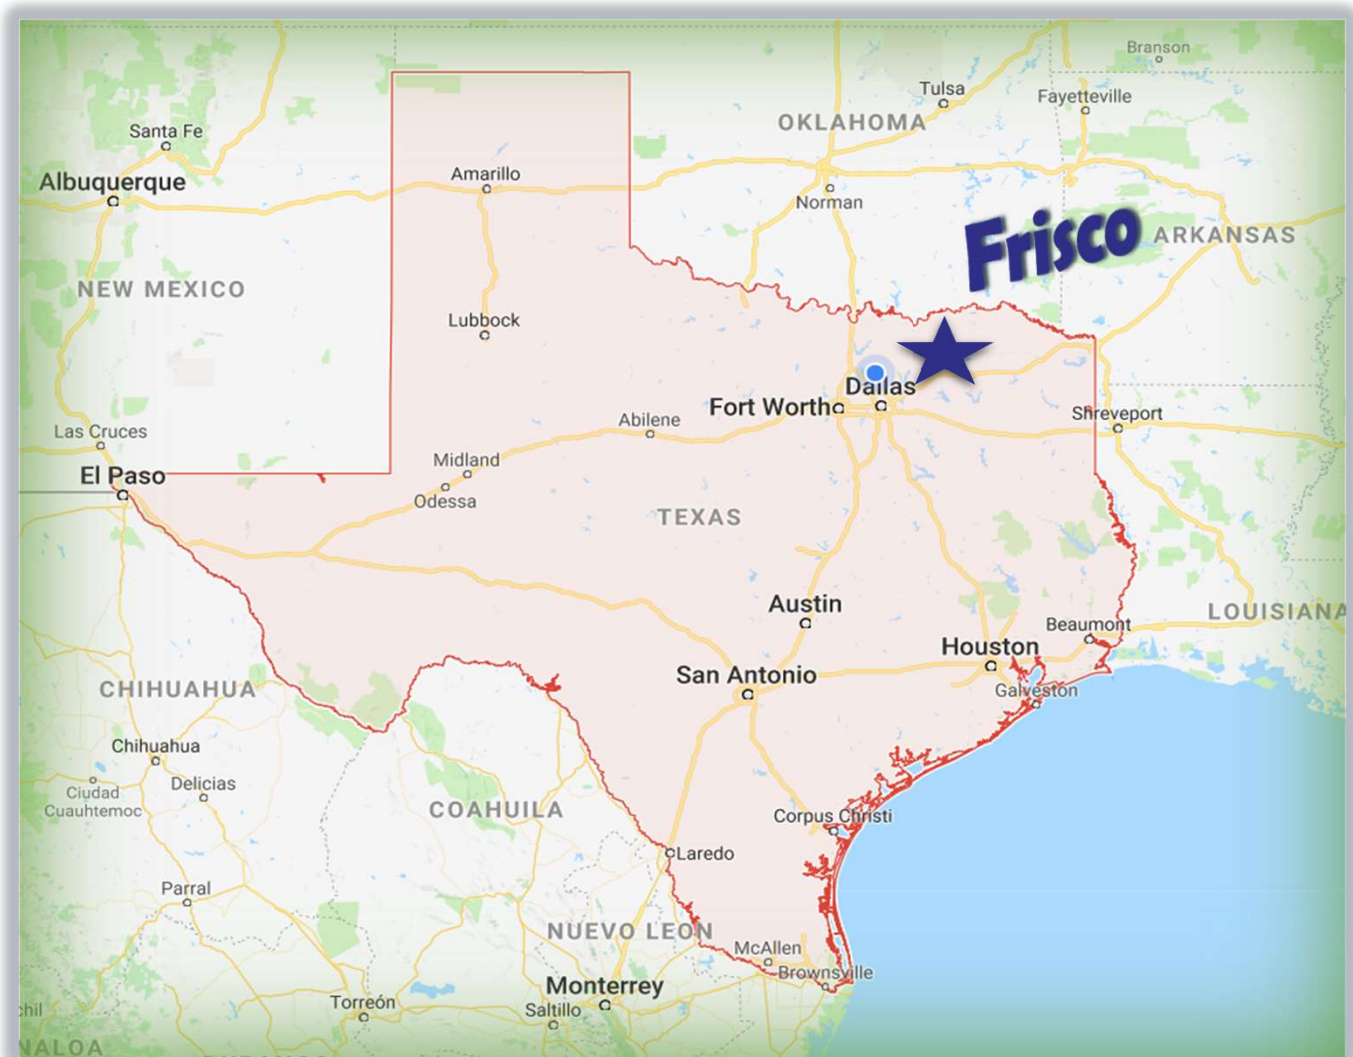 Branson
Tulsa
Fayetteville
OKLAHOMA
Santa Fe
Amarillo
Albuquerque
Norman
Frisco
ARKANSAS
NEW MEXICO
Lubbock
Dallas
Fort Worth
Shreveport
Abilene
Las Cruces
Midland
El Paso
Odessa
TEXAS
Austin
LOUISIANA
Beaumont
Houston
San Antonio
CHIHUAHUA
Galveston
Chihuahua
Delicias
Ciudad
Cuauhtemoc
COAHUILA
Corpus Christi
Laredo
Parral
NUEVO LEON
McAllen
Brownsville
Monterrey
Torreón
Saltillo
chil
NALOA